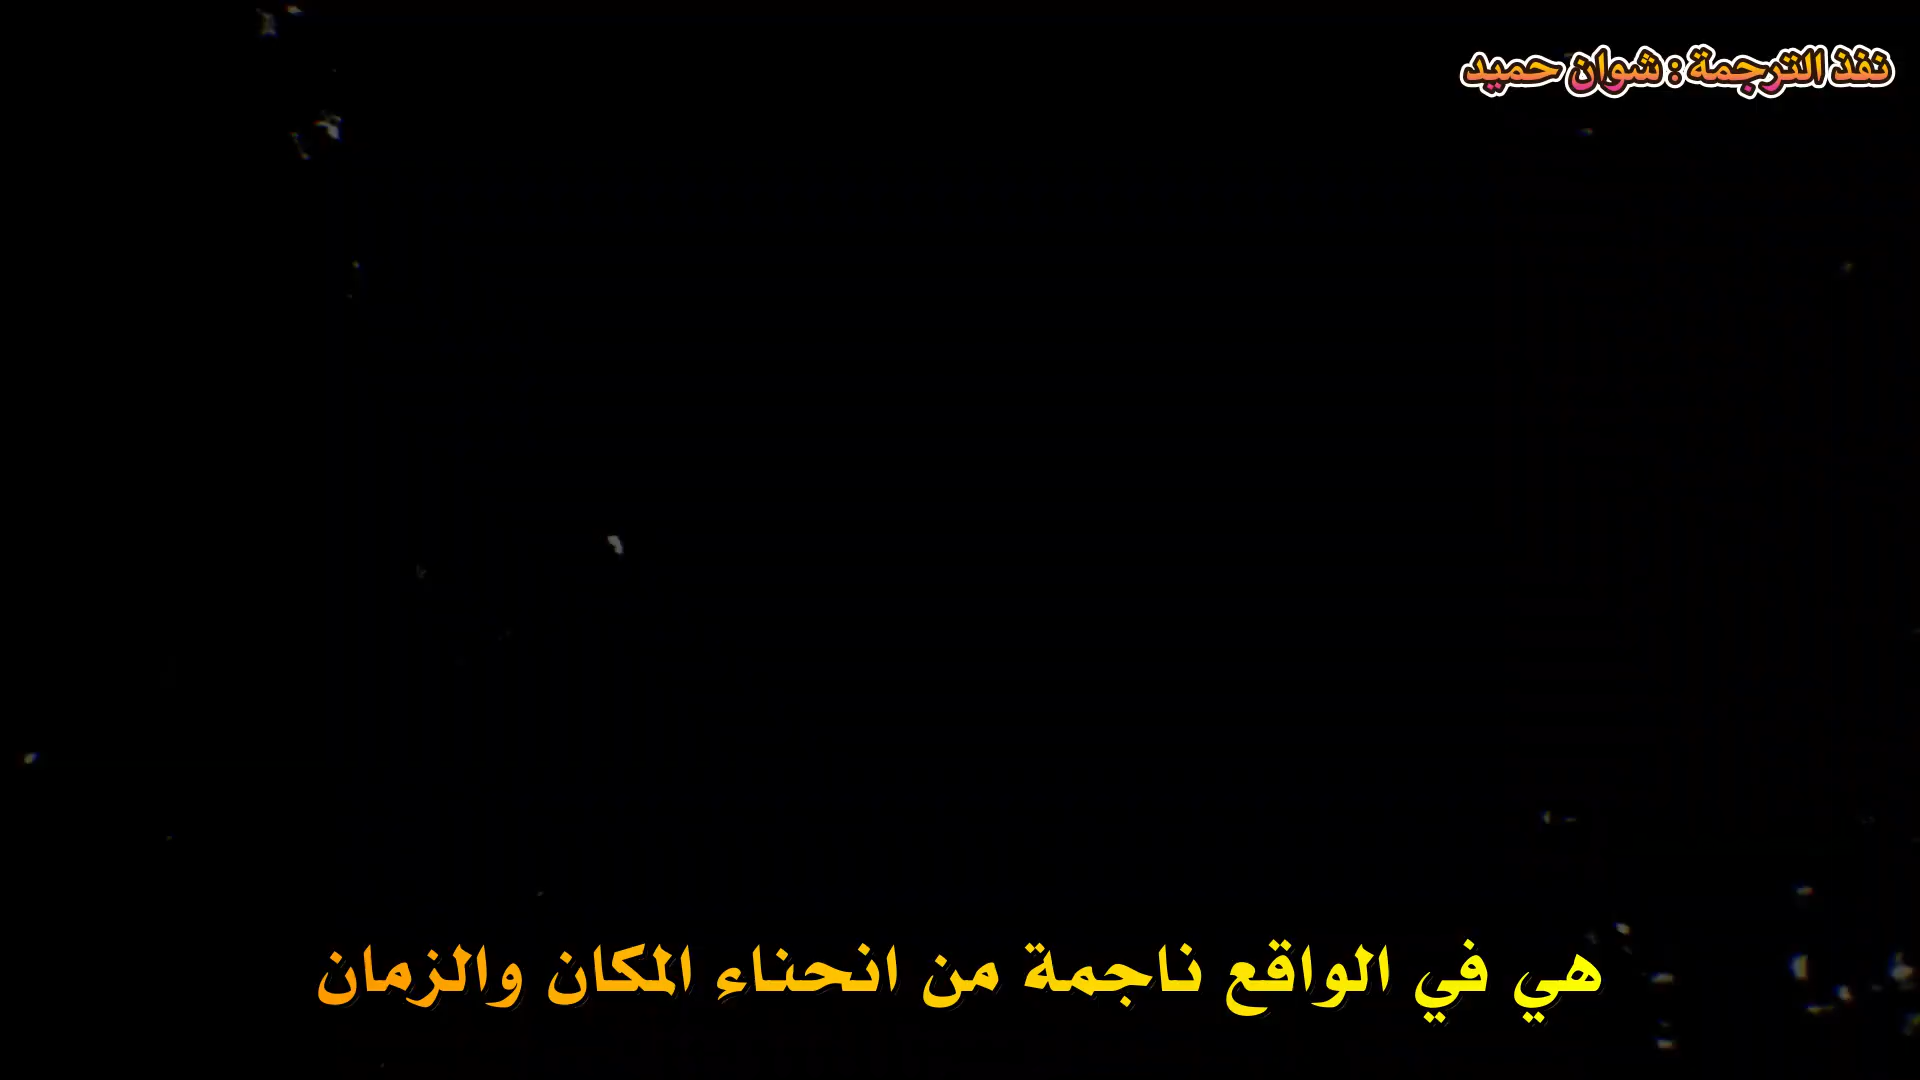 نفذ الترجمة : شوان حميد
هي في الواقع ناجمة من انحناء المكان والزمان